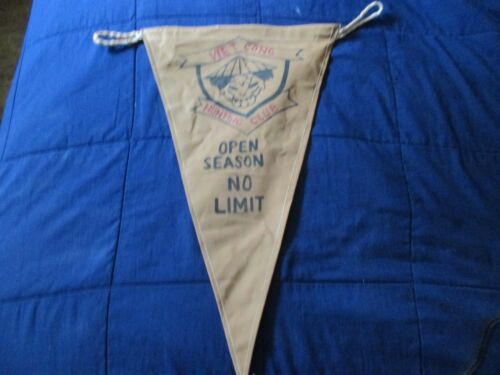 VIET CONG
HUNTING CLUB
OPEN
SEASON
NO
LIMIT